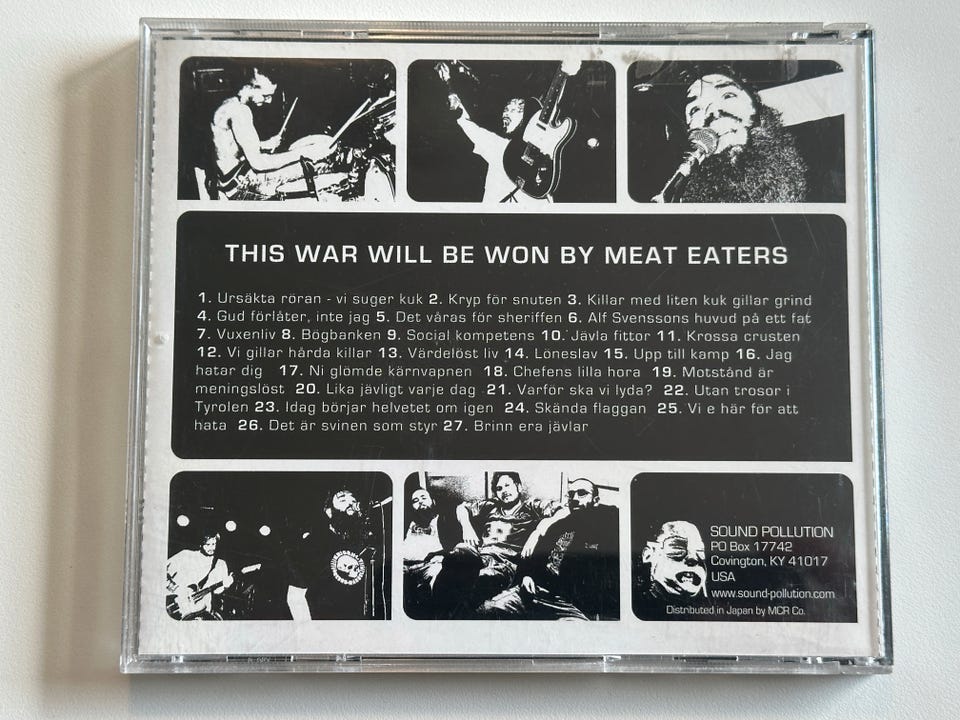 THIS WAR WILL BE WON BY MEAT EATERS
1. Ursäkta röran - vi suger kuk 2. Kryp för snuten 3. Killar med liten kuk gillar grind
4. Gud förlåter, inte jag 5. Det våras för sheriffen 6. Alf Svenssons huvud på ett fat
7. Vuxenliv 8. Bögbanken 9. Social kompetens 10. Jävla fittor 11. Krossa crusten
12. Vi gillar hårda killar 13. Värdelöst liv 14. Löneslav 15. Upp till kamp 16. Jag
hatar dig 17. Ni glömde kärnvapnen 18. Chefens lilla hora 19. Motstånd är
meningslöst 20. Lika jävligt varje dag 21. Varför ska vi lyda? 22. Utan trosor i
Tyrolen 23. Idag börjar helvetet om igen 24. Skända flaggan 25. Vi e här för att
hata 26. Det är svinen som styr 27. Brinn era jävlar
SOUND POLLUTION
PO Box 17742
Covington, KY 41017
USA
www.sound-pollution.com
Distributed in Japan by MCR Co.